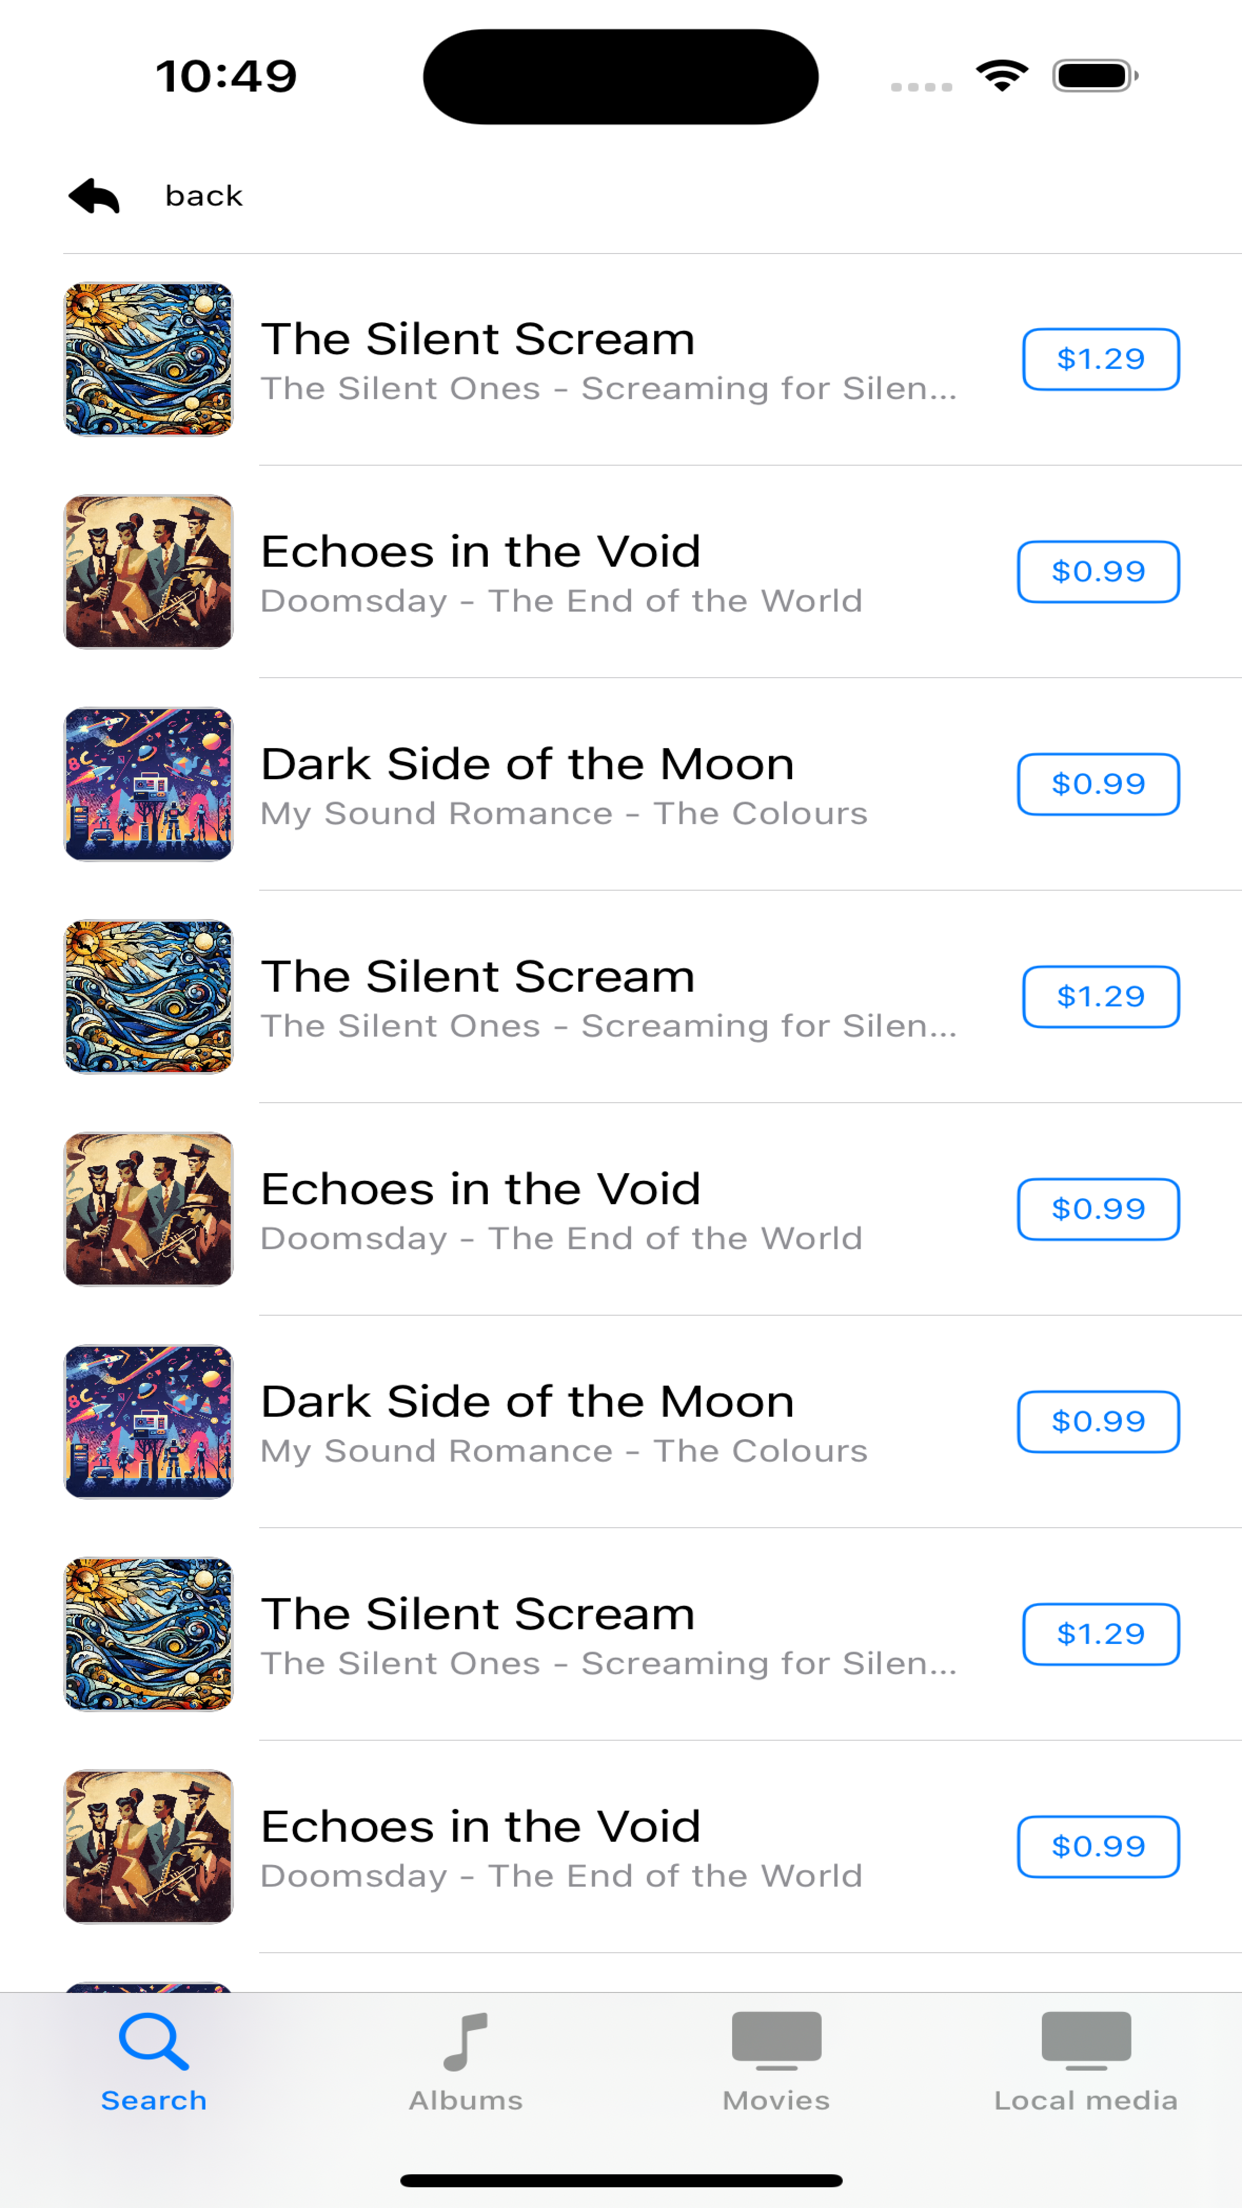 10:49
back
The Silent Scream
The Silent Ones - Screaming for Silen...
$1.29
Echoes in the Void
Doomsday - The End of the World
$0.99
Dark Side of the Moon
My Sound Romance - The Colours
$0.99
The Silent Scream
The Silent Ones - Screaming for Silen...
$1.29
Echoes in the Void
Doomsday - The End of the World
$0.99
Dark Side of the Moon
My Sound Romance - The Colours
$0.99
The Silent Scream
The Silent Ones - Screaming for Silen...
$1.29
Echoes in the Void
Doomsday - The End of the World
$0.99
Search
Albums
Movies
Local media